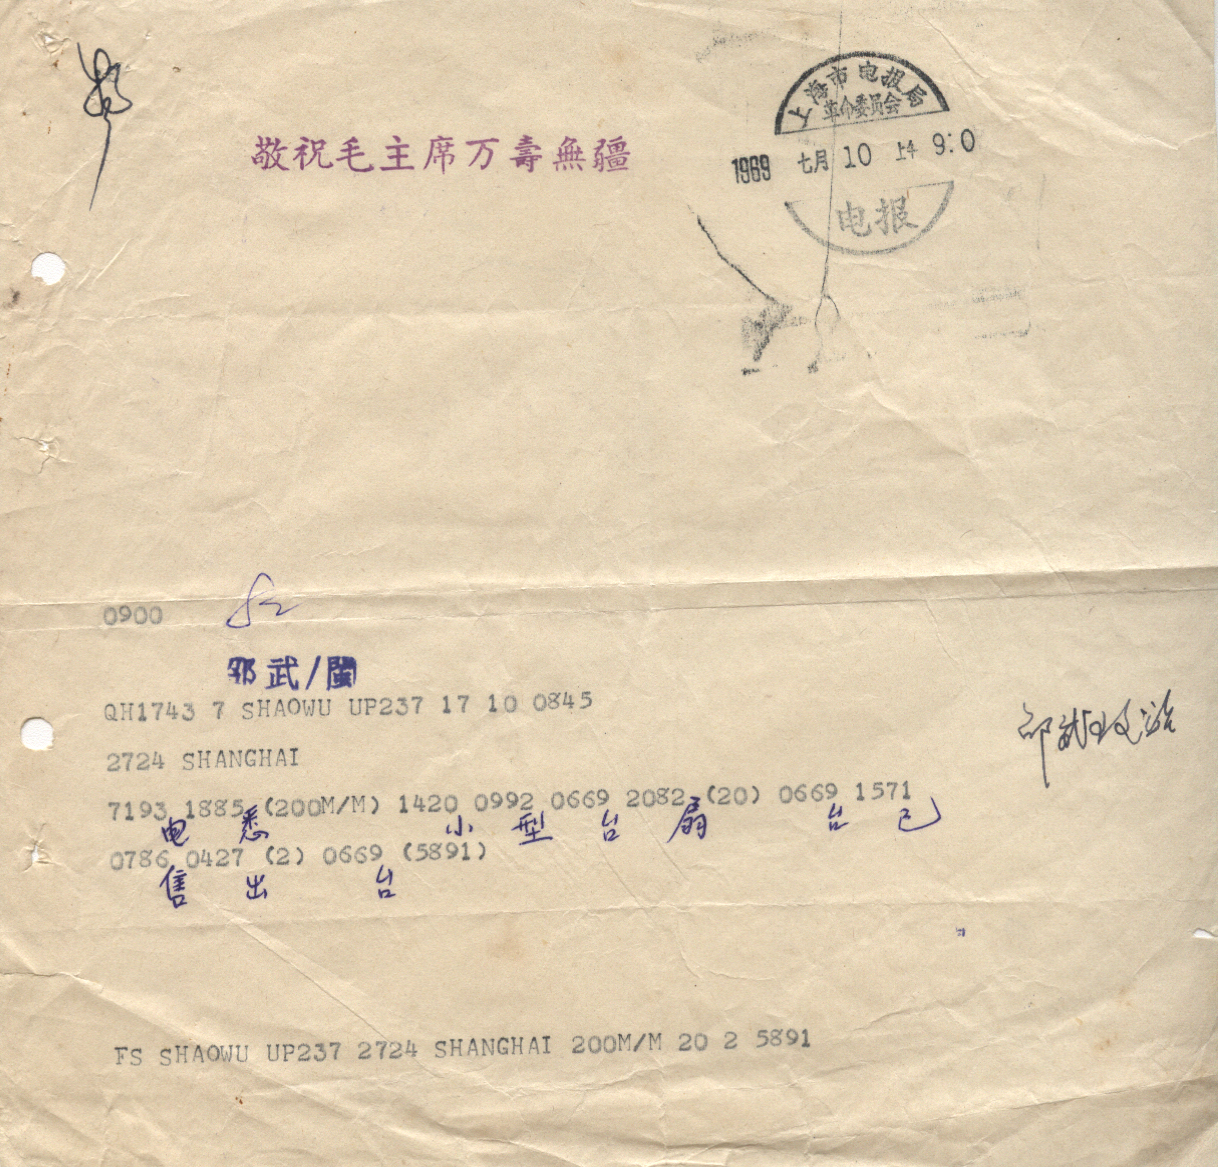 上海市电报局
革命委员会
敬祝毛主席万壽無疆
1969 七月 10 上午 9:0
电报
0900
邵武/閩
QH1743 7 SHAOWU UP237 17 10 0845
2724 SHANGHAI
7193 1885 (200M/M) 1420 0992 0669 2082 (20) 0669 1571
电 悉 小 型 台 扇 台 已
0786 0427 (2) 0669 (5891)
售 出 台
FS SHAOWU UP237 2724 SHANGHAI 200M/M 20 2 5891